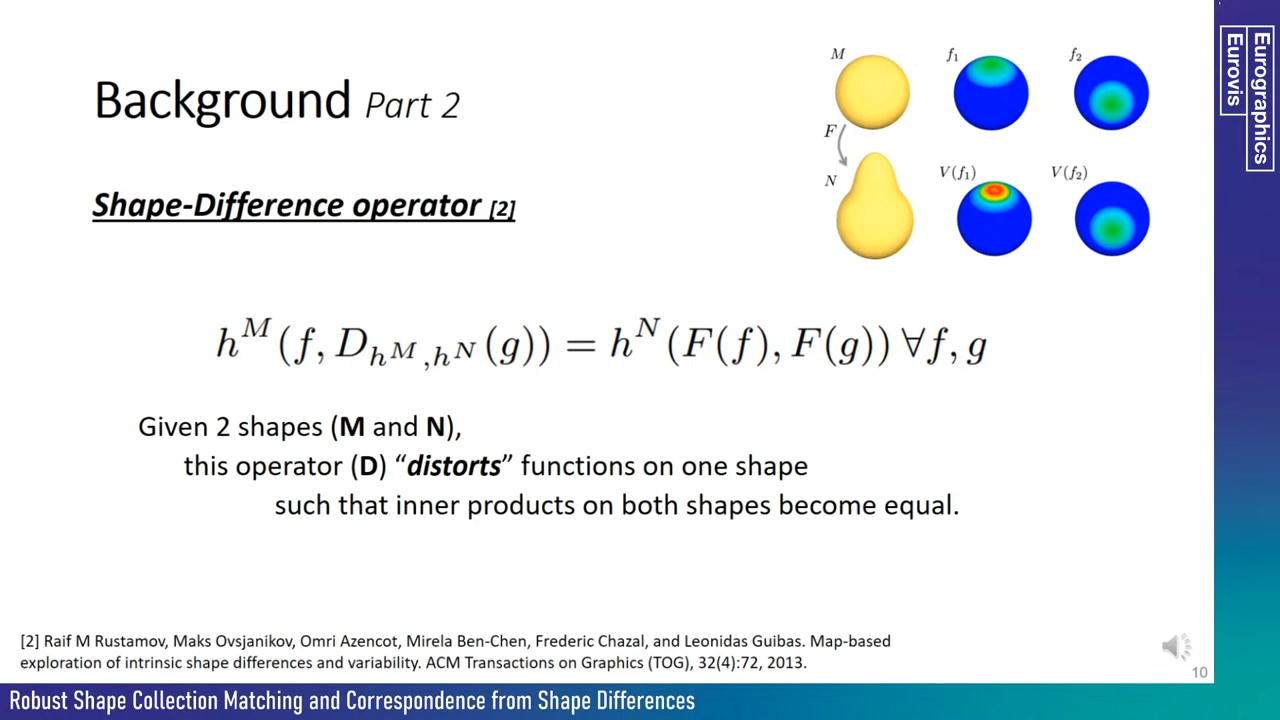 Background Part 2
Shape-Difference operator [2]
M
f₁
f₂
F
N
V(f₁)
V(f₂)
h^M(f, D_{h^M,h^N}(g)) = h^N(F(f), F(g)) ∀f, g
Given 2 shapes (M and N),
this operator (D) “distorts” functions on one shape
such that inner products on both shapes become equal.
[2] Raif M Rustamov, Maks Ovsjanikov, Omri Azencot, Mirela Ben-Chen, Frederic Chazal, and Leonidas Guibas. Map-based
exploration of intrinsic shape differences and variability. ACM Transactions on Graphics (TOG), 32(4):72, 2013.
10
Robust Shape Collection Matching and Correspondence from Shape Differences
Eurographics
Eurovis